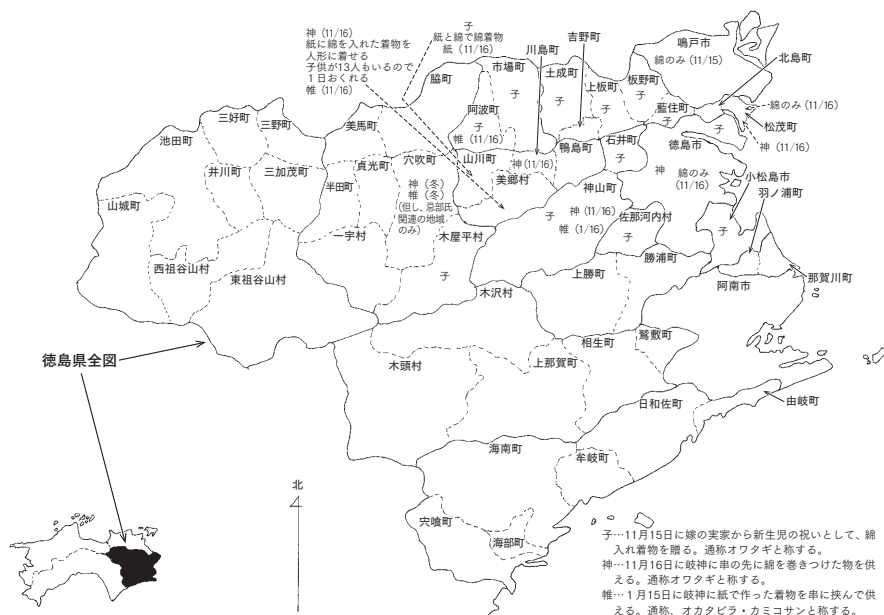 神 (11/16)
紙に綿を入れた着物を
人形に着せる
子供が13人もいるので
1日おくれる
帷 (11/16)
子
紙と綿で綿着物
紙 (11/16)
川島町
吉野町
鳴戸市
綿のみ (11/15)
北島町
脇町
市場町
子
土成町
子
上板町
子
板野町
子
藍住町
子
綿のみ (11/16)
松茂町
神 (11/16)
子
池田町
三好町
三野町
美馬町
阿波町
子
帷 (11/16)
鴨島町
石井町
子
徳島市
神
綿のみ
(11/16)
小松島市
子
羽ノ浦町
那賀川町
井川町
三加茂町
半田町
貞光町
穴吹町
神 (冬)
帷 (冬)
(但し、忌部氏
関連の地域
のみ)
山川町
神(11/16)
美郷村
神山町
子
神 (11/16)
帷 (1/16)
佐那河内村
子
山城町
一宇村
木屋平村
子
西祖谷山村
東祖谷山村
勝浦町
上勝町
阿南市
木沢村
徳島県全図
木頭村
上那賀町
相生町
鷲敷町
日和佐町
由岐町
海南町
牟岐町
宍喰町
海部町
北
子…11月15日に嫁の実家から新生児の祝いとして、綿
入れ着物を贈る。通称オワタギと称する。
神…11月16日に岐神に串の先に綿を巻きつけた物を供
える。通称オワタギと称する。
帷…1月15日に岐神に紙で作った着物を串に挟んで供
える。通称、オカタビラ・カミコサンと称する。